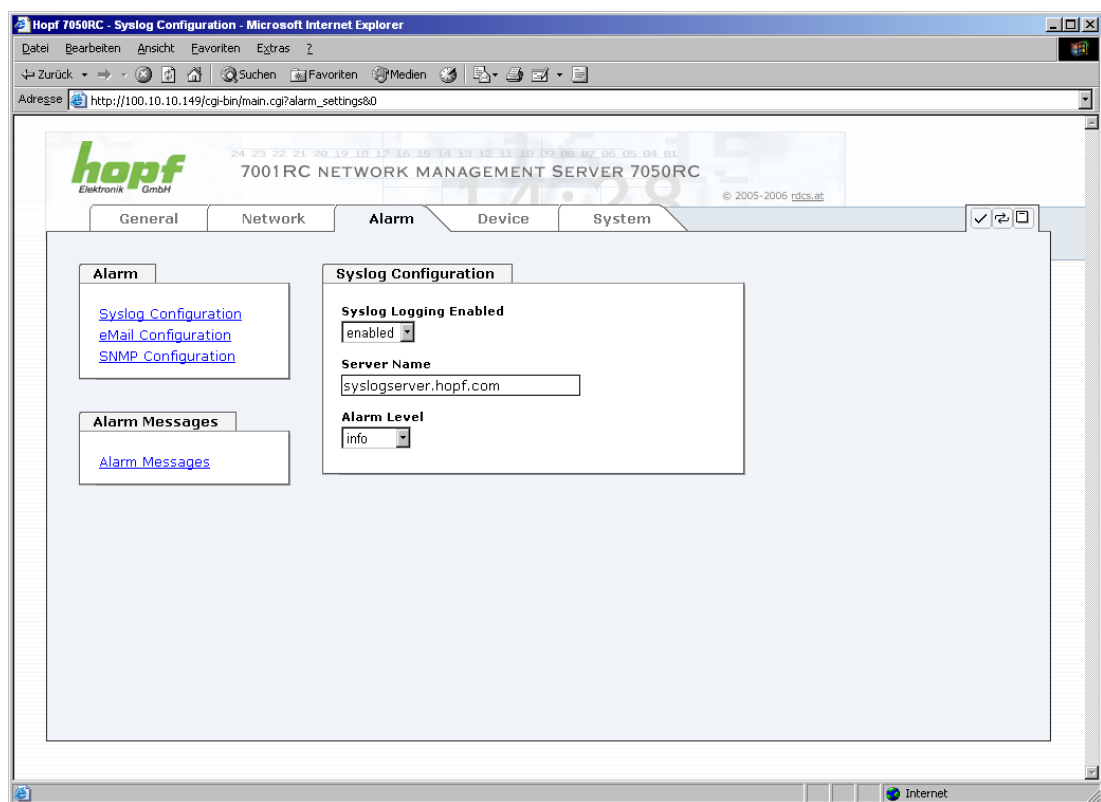 Hopf 7050RC - Syslog Configuration - Microsoft Internet Explorer
Datei Bearbeiten Ansicht Favoriten Extras ?
Zurück Suchen Favoriten Medien
Adresse http://100.10.10.149/cgi-bin/main.cgi?alarm_settings&0
24 23 22 21 20 19 18 17 16 15 14 13 12 11 10 09 08 07 06 05 04 01
hopf
Elektronik GmbH
7001RC NETWORK MANAGEMENT SERVER 7050RC
14:28
© 2005-2006 rdcs.at
General Network Alarm Device System
Alarm
Syslog Configuration
eMail Configuration
SNMP Configuration
Alarm Messages
Alarm Messages
Syslog Configuration
Syslog Logging Enabled
enabled
Server Name
syslogserver.hopf.com
Alarm Level
info
Internet